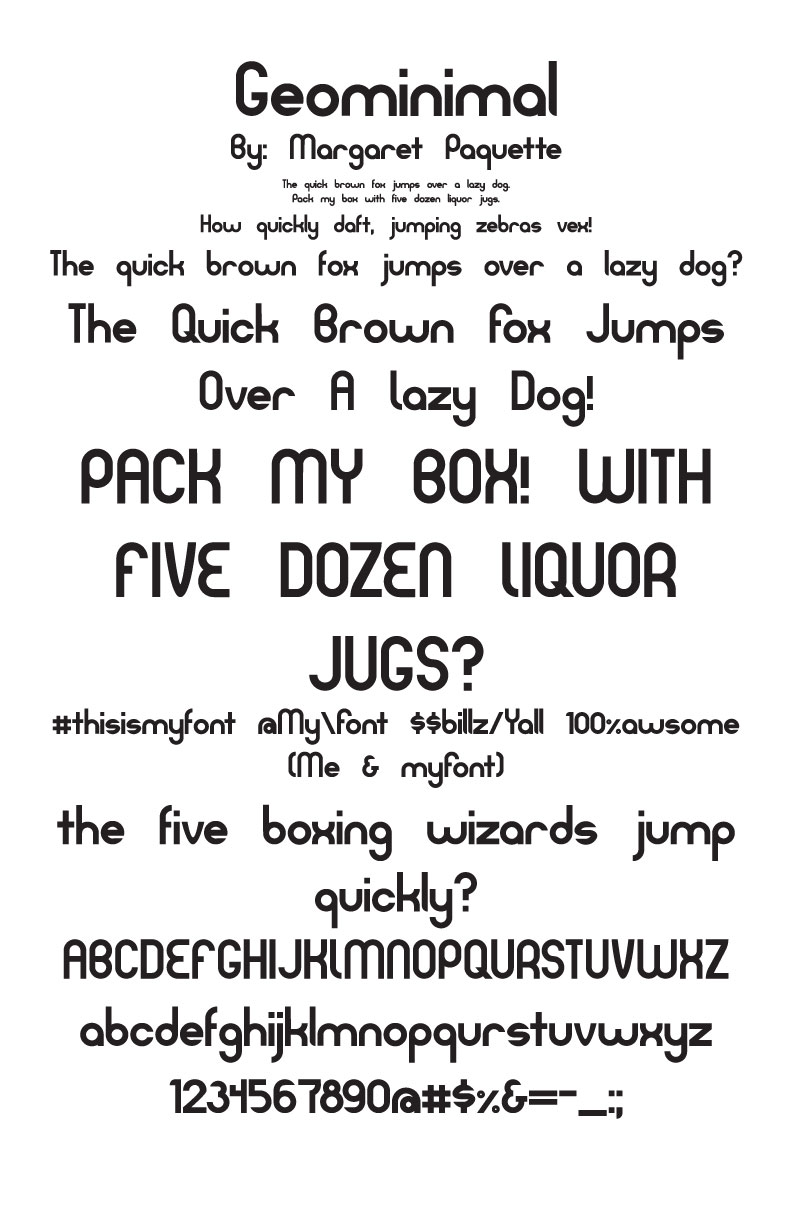 Geominimal
By: Margaret Paquette
The quick brown fox jumps over a lazy dog.
Pack my box with five dozen liquor jugs.
How quickly daft, jumping zebras vex!
The quick brown fox jumps over a lazy dog?
The Quick Brown Fox Jumps
Over A Lazy Dog!
PACK MY BOX! WITH
FIVE DOZEN LIQUOR
JUGS?
#thisismyfont @My\Font $$billz/Yall 100%awsome
(Me & myfont)
the five boxing wizards jump
quickly?
ABCDEFGHIJKLMNOPQURSTUVWXZ
abcdefghijklmnopqurstuvwxyz
1234567890@#$%&=-_:;